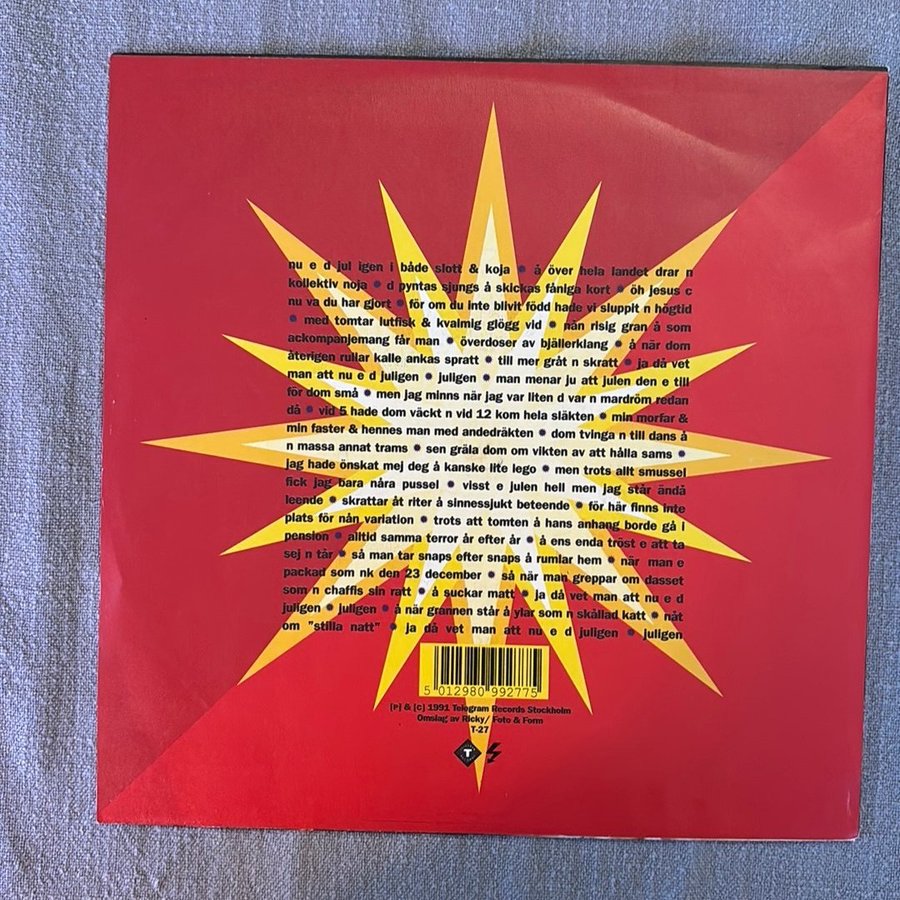 nu e d jul igen i både slott & koja * å över hela landet drar n
kollektiv noja * d pyntas sjungs å skickas fåniga kort * öh jesus c
nu va du har gjort * för om du inte blivit född hade vi sluppit n högtid
* med tomtar lutfisk & kvalmig glögg vid * nån risig gran å som
ackompanjemang får man * överdoser av bjällerklang * å när dom
återigen rullar kalle ankas spratt * till mer gråt n skratt * ja då vet
man att nu e d juligen * juligen * man menar ju att julen den e till
för dom små * men jag minns när jag var liten d var n mardröm redan
då * vid 5 hade dom väckt n vid 12 kom hela släkten * min morfar &
min faster & hennes man med andedräkten * dom tvinga n till dans å
n massa annat trams * sen gräla dom om vikten av att hålla sams *
jag hade önskat mej deg å kanske lite lego * men trots allt smussel
fick jag bara nåra pussel * visst e julen hell men jag står ändå
leende * skrattar åt riter å sinnessjukt beteende * för här finns inte
plats för nån variation * trots att tomten å hans anhang borde gå i
pension * alltid samma terror år efter år * å ens enda tröst e att ta
sej n tår * så man tar snaps efter snaps å rumlar hem * när man e
packad som nk den 23 december * så när man greppar om dasset
som n chaffis sin ratt * å suckar matt * ja då vet man att nu e d
juligen * juligen * å när grannen står å ylar som n skållad katt * nåt
om "stilla natt" * ja då vet man att nu e d juligen * juligen
5 012980 992775
[P] & [C] 1991 Telegram Records Stockholm
Omslag av Ricky/ Foto & Form
T-27
T